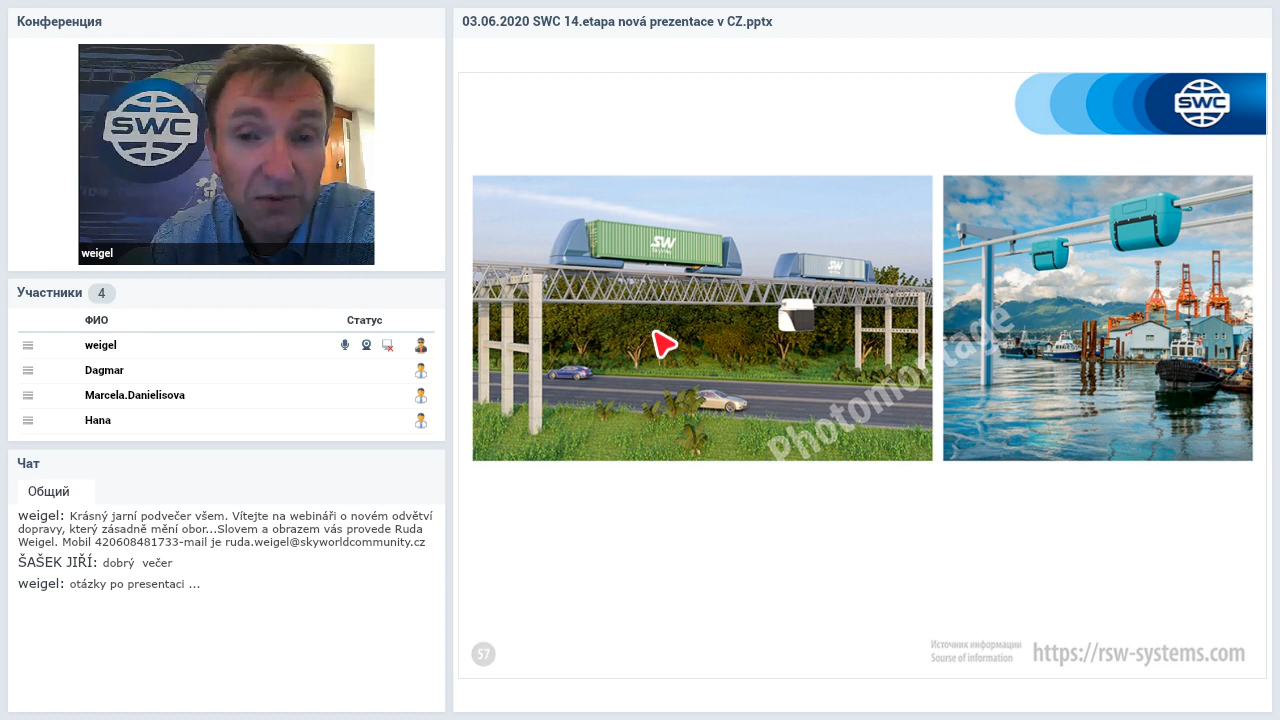 Конференция
SWC
weigel
Участники 4
ФИО Статус
weigel
Dagmar
Marcela.Danielisova
Hana
Чат
Общий
weigel: Krásný jarní podvečer všem. Vítejte na webináři o novém odvětví
dopravy, který zásadně mění obor...Slovem a obrazem vás provede Ruda
Weigel. Mobil 420608481733-mail je ruda.weigel@skyworldcommunity.cz
ŠAŠEK JIŘÍ: dobrý večer
weigel: otázky po presentaci ...
03.06.2020 SWC 14.etapa nová prezentace v CZ.pptx
SWC
SW
SW
Photomontage
57
Источник информации
Sourse of information
https://rsw-systems.com